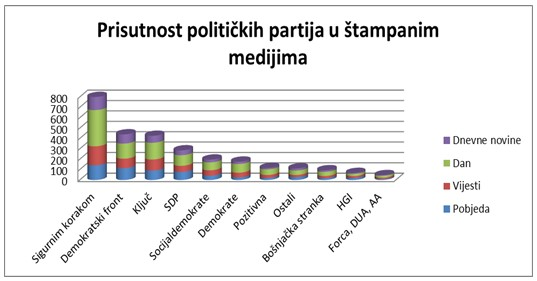 Prisutnost političkih partija u štampanim
medijima
800
700
600
500
400
300
200
100
0
Sigurnim korakom
Demokratski front
Ključ
SDP
Socijaldemokrate
Demokrate
Pozitivna
Ostali
Bošnjačka stranka
HGI
Forca, DUA, AA
Dnevne novine
Dan
Vijesti
Pobjeda